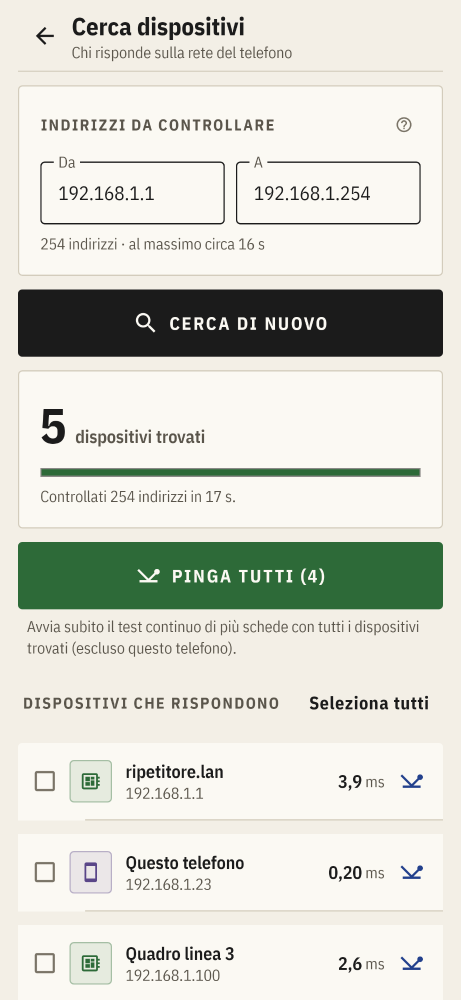 Cerca dispositivi
Chi risponde sulla rete del telefono
INDIRIZZI DA CONTROLLARE
Da
A
192.168.1.1
192.168.1.254
254 indirizzi · al massimo circa 16 s
CERCA DI NUOVO
5 dispositivi trovati
Controllati 254 indirizzi in 17 s.
PINGA TUTTI (4)
Avvia subito il test continuo di più schede con tutti i dispositivi
trovati (escluso questo telefono).
DISPOSITIVI CHE RISPONDONO
Seleziona tutti
ripetitore.lan
192.168.1.1
3,9 ms
Questo telefono
192.168.1.23
0,20 ms
Quadro linea 3
192.168.1.100
2,6 ms